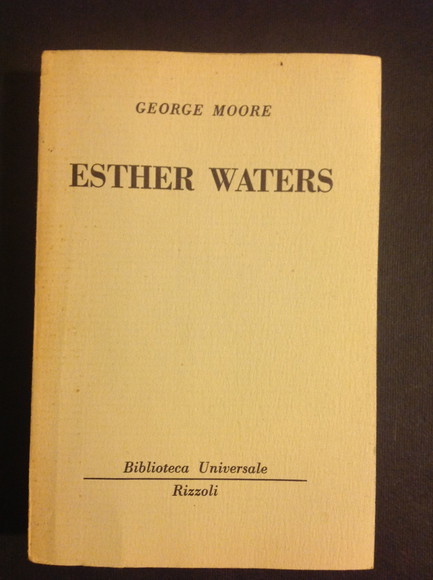 GEORGE MOORE
ESTHER WATERS
Biblioteca Universale
Rizzoli